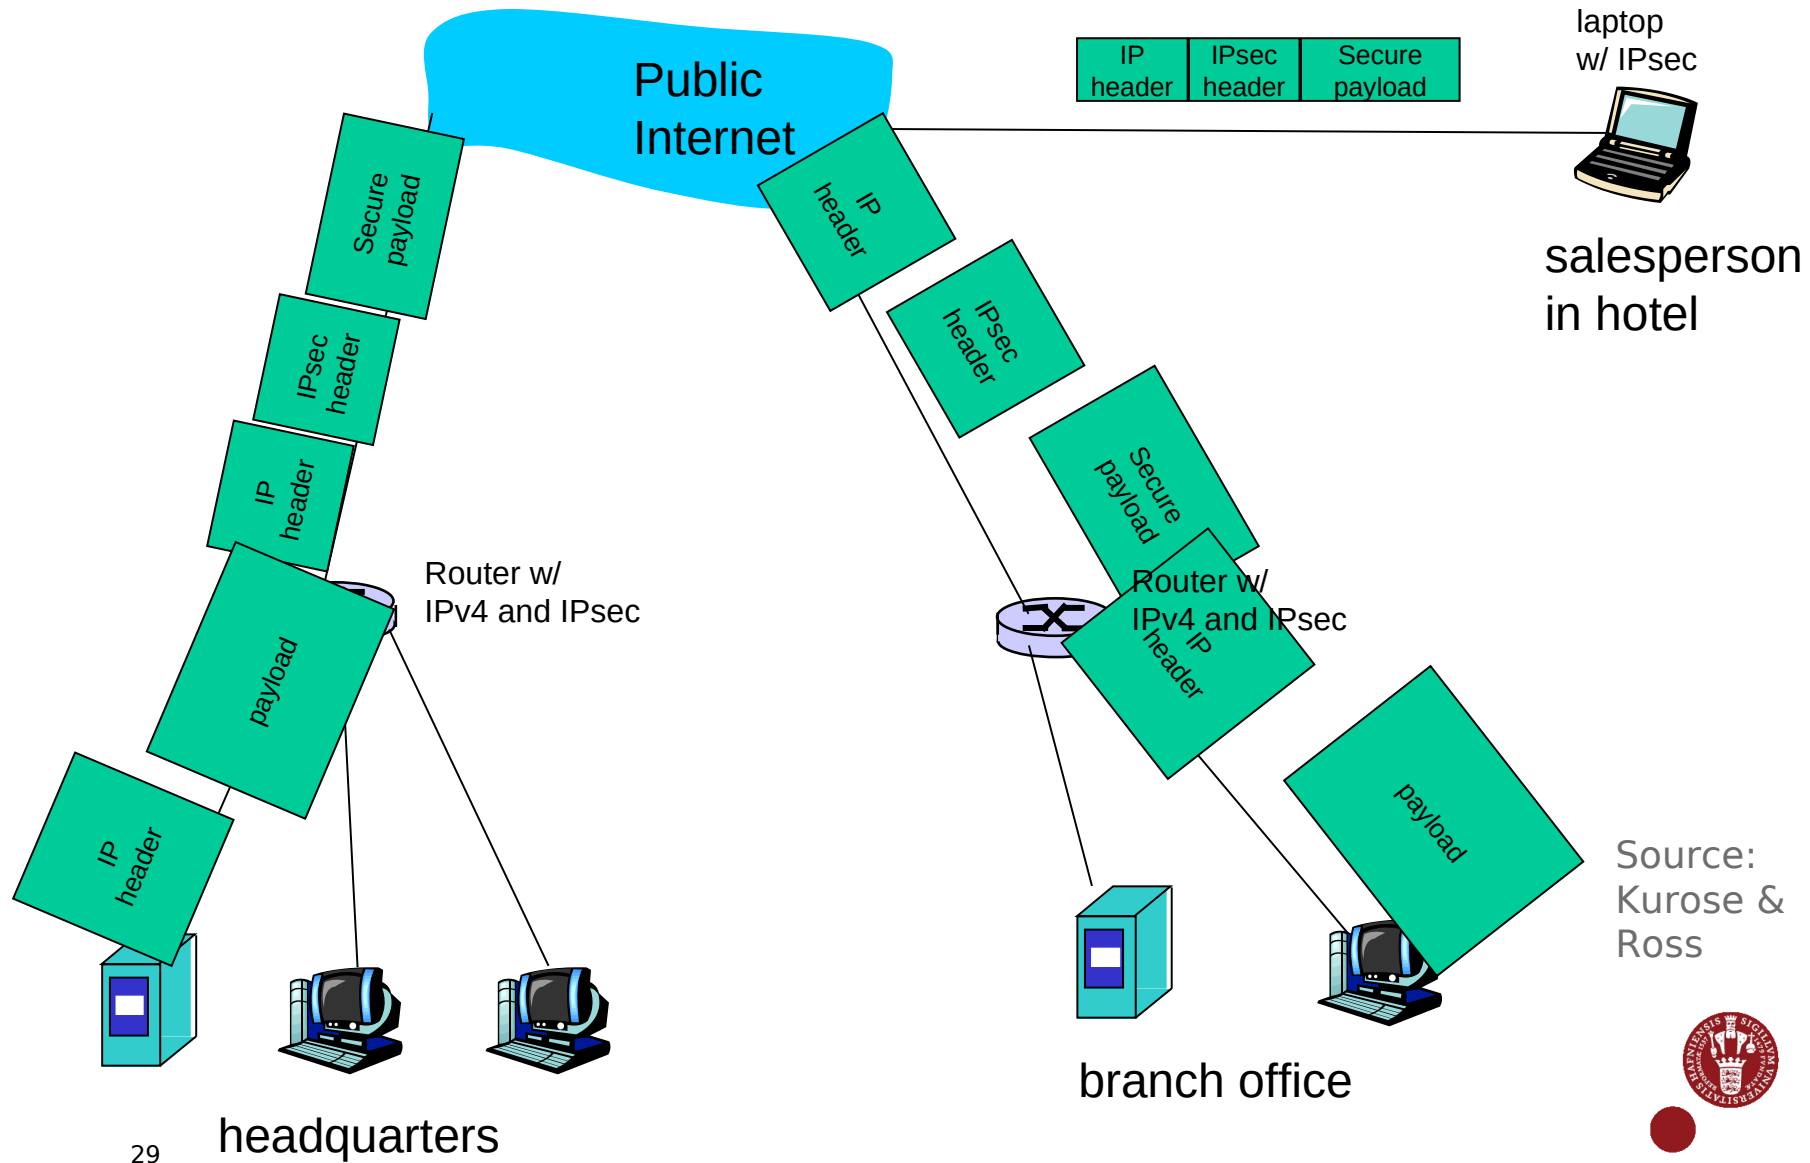 laptop
w/ IPsec
IP
header
IPsec
header
Secure
payload
Public
Internet
Secure
payload
IP
header
salesperson
in hotel
IPsec
header
IPsec
header
IP
header
Secure
payload
Router w/
IPv4 and IPsec
Router w/
IPv4 and IPsec
IP
header
payload
payload
IP
header
Source:
Kurose &
Ross
branch office
headquarters
29